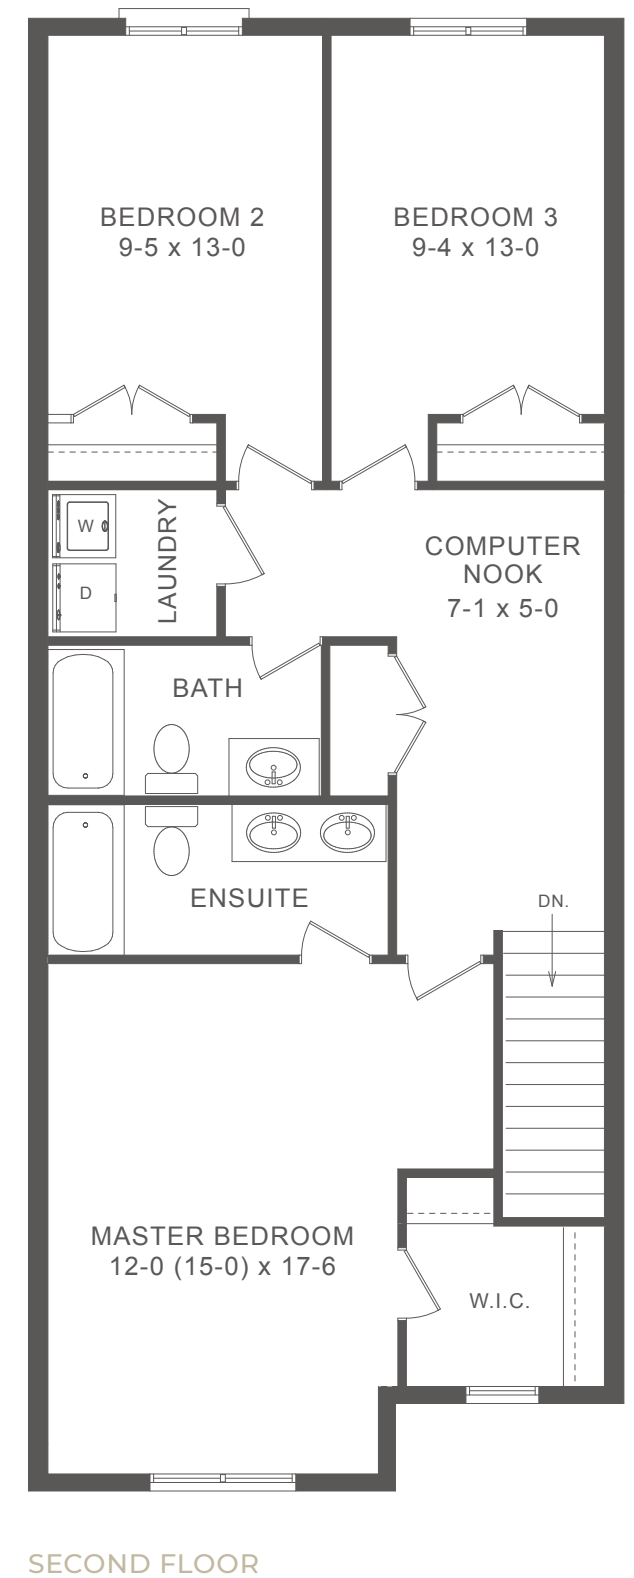 BEDROOM 2
9-5 x 13-0
BEDROOM 3
9-4 x 13-0
W
D
LAUNDRY
COMPUTER
NOOK
7-1 x 5-0
BATH
ENSUITE
DN.
MASTER BEDROOM
12-0 (15-0) x 17-6
W.I.C.
SECOND FLOOR